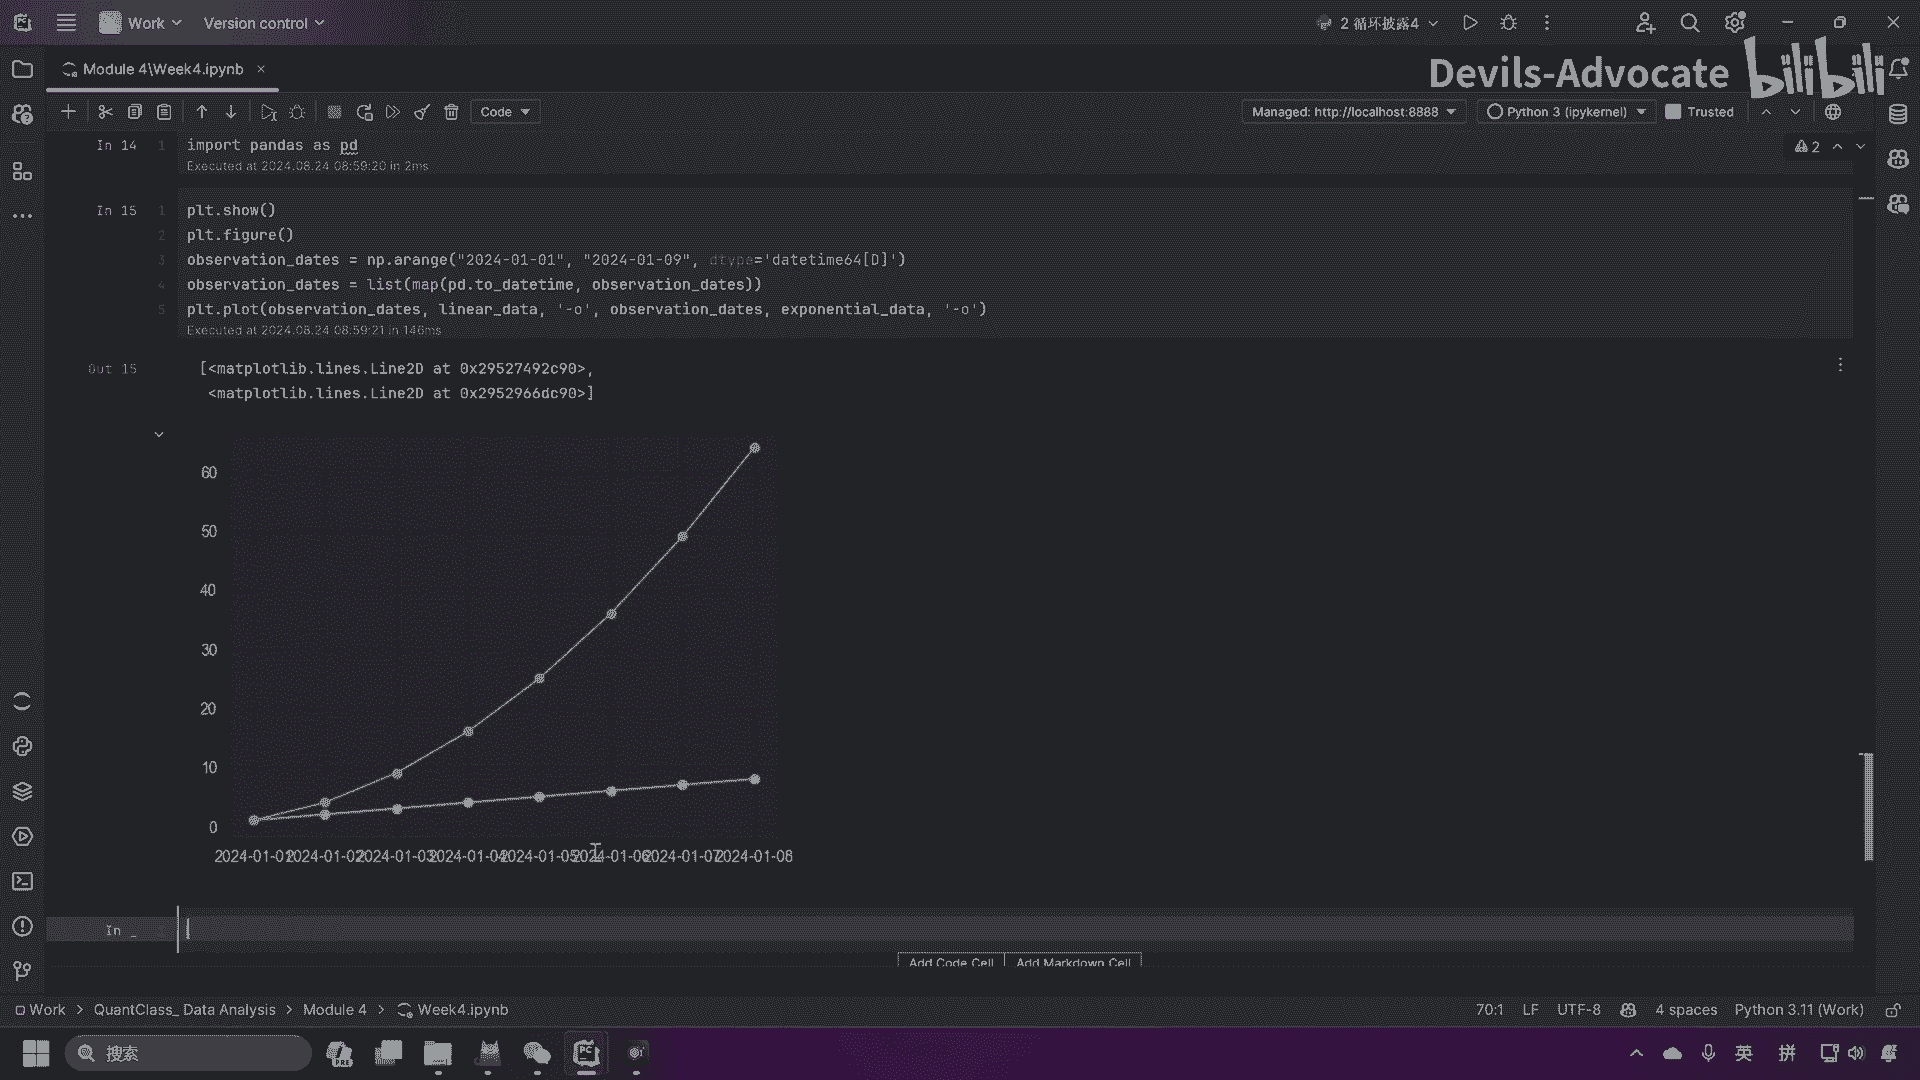 Work
Version control
2 循环披露4
Module 4\Week4.ipynb
Devils-Advocate bilibili
Code
Managed: http://localhost:8888
Python 3 (ipykernel)
Trusted
In 14
1 import pandas as pd
Executed at 2024.08.24 08:59:20 in 2ms
2
In 15
1 plt.show()
2 plt.figure()
3 observation_dates = np.arange("2024-01-01", "2024-01-09", dtype='datetime64[D]')
4 observation_dates = list(map(pd.to_datetime, observation_dates))
5 plt.plot(observation_dates, linear_data, '-o', observation_dates, exponential_data, '-o')
Executed at 2024.08.24 08:59:21 in 146ms
Out 15
[<matplotlib.lines.Line2D at 0x29527492c90>,
<matplotlib.lines.Line2D at 0x2952966dc90>]
60
50
40
30
20
10
0
2024-01-01 2024-01-02 2024-01-03 2024-01-04 2024-01-05 2024-01-06 2024-01-07 2024-01-08
In _
Add Code Cell Add Markdown Cell
Work > QuantClass_ Data Analysis > Module 4 > Week4.ipynb
70:1 LF UTF-8 4 spaces Python 3.11 (Work)
搜索
PRE
PC
英
拼